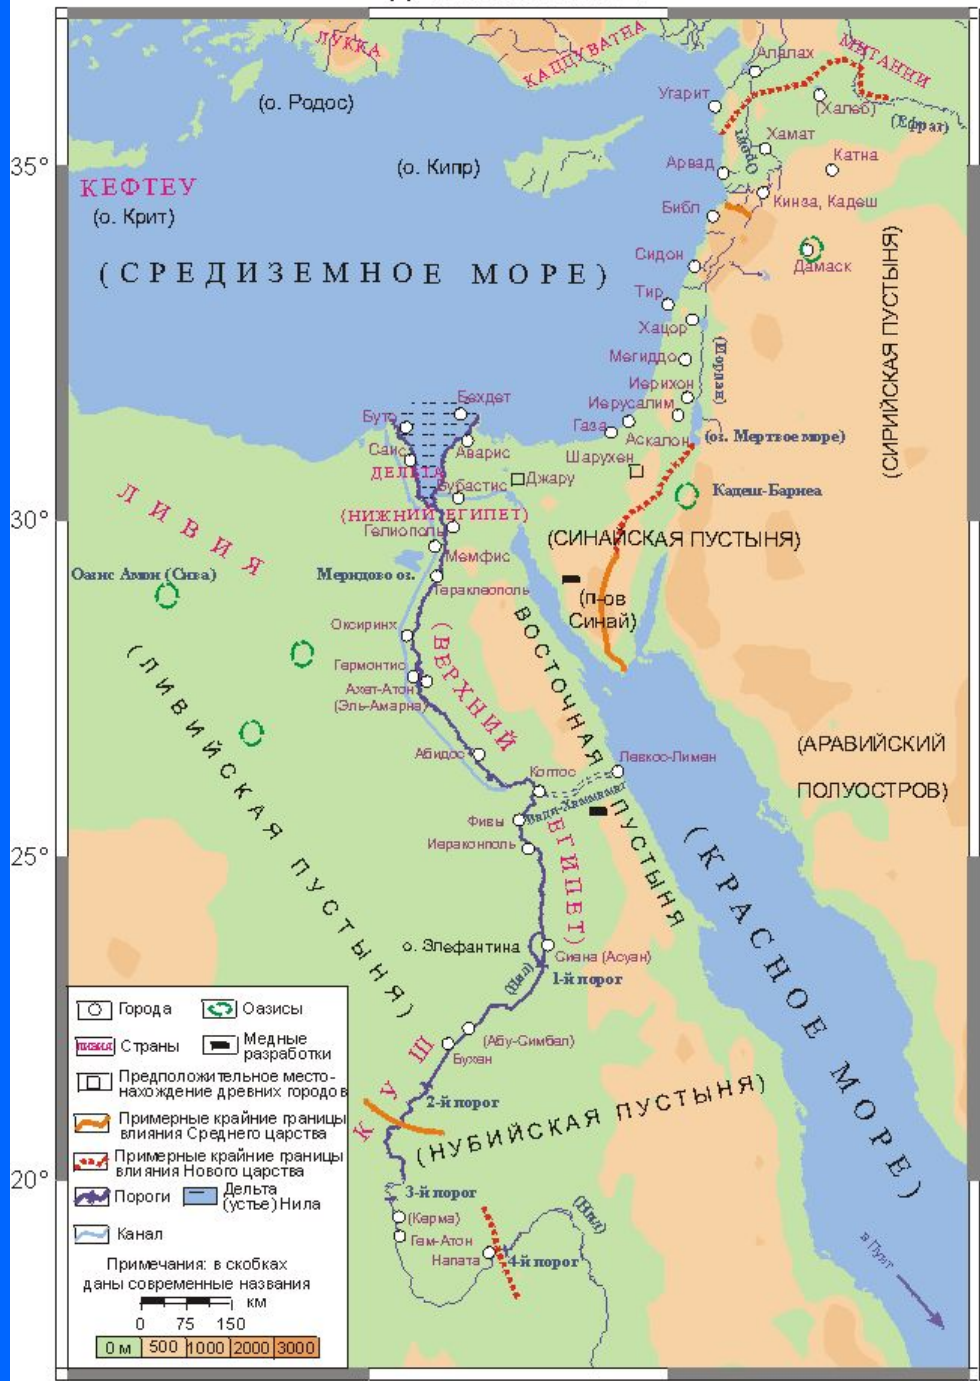 ЛУККА
КАЦЦУВАТНА
МИТАННИ
Алалах
Угарит
(Халеб)
(Ефрат)
(о. Родос)
Хамат
Оронт
35°
(о. Кипр)
Арвад
Катна
КЕФТЕУ
(о. Крит)
Библ
Кинза, Кадеш
Сидон
Дамаск
(СРЕДИЗЕМНОЕ МОРЕ)
(СИРИЙСКАЯ ПУСТЫНЯ)
Тир
Хацор
Мегиддо
(Иордан)
Иерихон
Бехдет
Иерусалим
Буто
Газа
Аскалон
(оз. Мертвое море)
Саис
Аварис
Шарухен
ДЕЛЬТА
Бубастис
Джару
Кадеш-Барнеа
ЛИВИЯ
30°
(НИЖНИЙ ЕГИПЕТ)
Гелиополь
(СИНАЙСКАЯ ПУСТЫНЯ)
Мемфис
Оазис Амон (Сива)
Меридово оз.
Гераклеополь
(п-ов
Синай)
Оксиринх
ВОСТОЧНАЯ ПУСТЫНЯ
(ВЕРХНИЙ ЕГИПЕТ)
(ЛИВИЙСКАЯ ПУСТЫНЯ)
Гермонтис
Ахет-Атон
(Эль-Амарна)
Абидос
Коптос
Левкос-Лимен
(АРАВИЙСКИЙ
ПОЛУОСТРОВ)
Вади-Хаммамат
Фивы
Иераконполь
25°
(КРАСНОЕ МОРЕ)
о. Элефантина
Сиена (Асуан)
(Нил)
1-й порог
(Абу-Симбел)
Бухен
КУШ
2-й порог
(НУБИЙСКАЯ ПУСТЫНЯ)
20°
3-й порог
(Керма)
Гем-Атон
(Нил)
Напата
4-й порог
в Пунт
Города
Оазисы
Страны
Медные
разработки
Предположительное место-
нахождение древних городов
Примерные крайние границы
влияния Среднего царства
Примерные крайние границы
влияния Нового царства
Пороги
Дельта
(устье) Нила
Канал
Примечания: в скобках
даны современные названия
км
0 75 150
0 м 500 1000 2000 3000